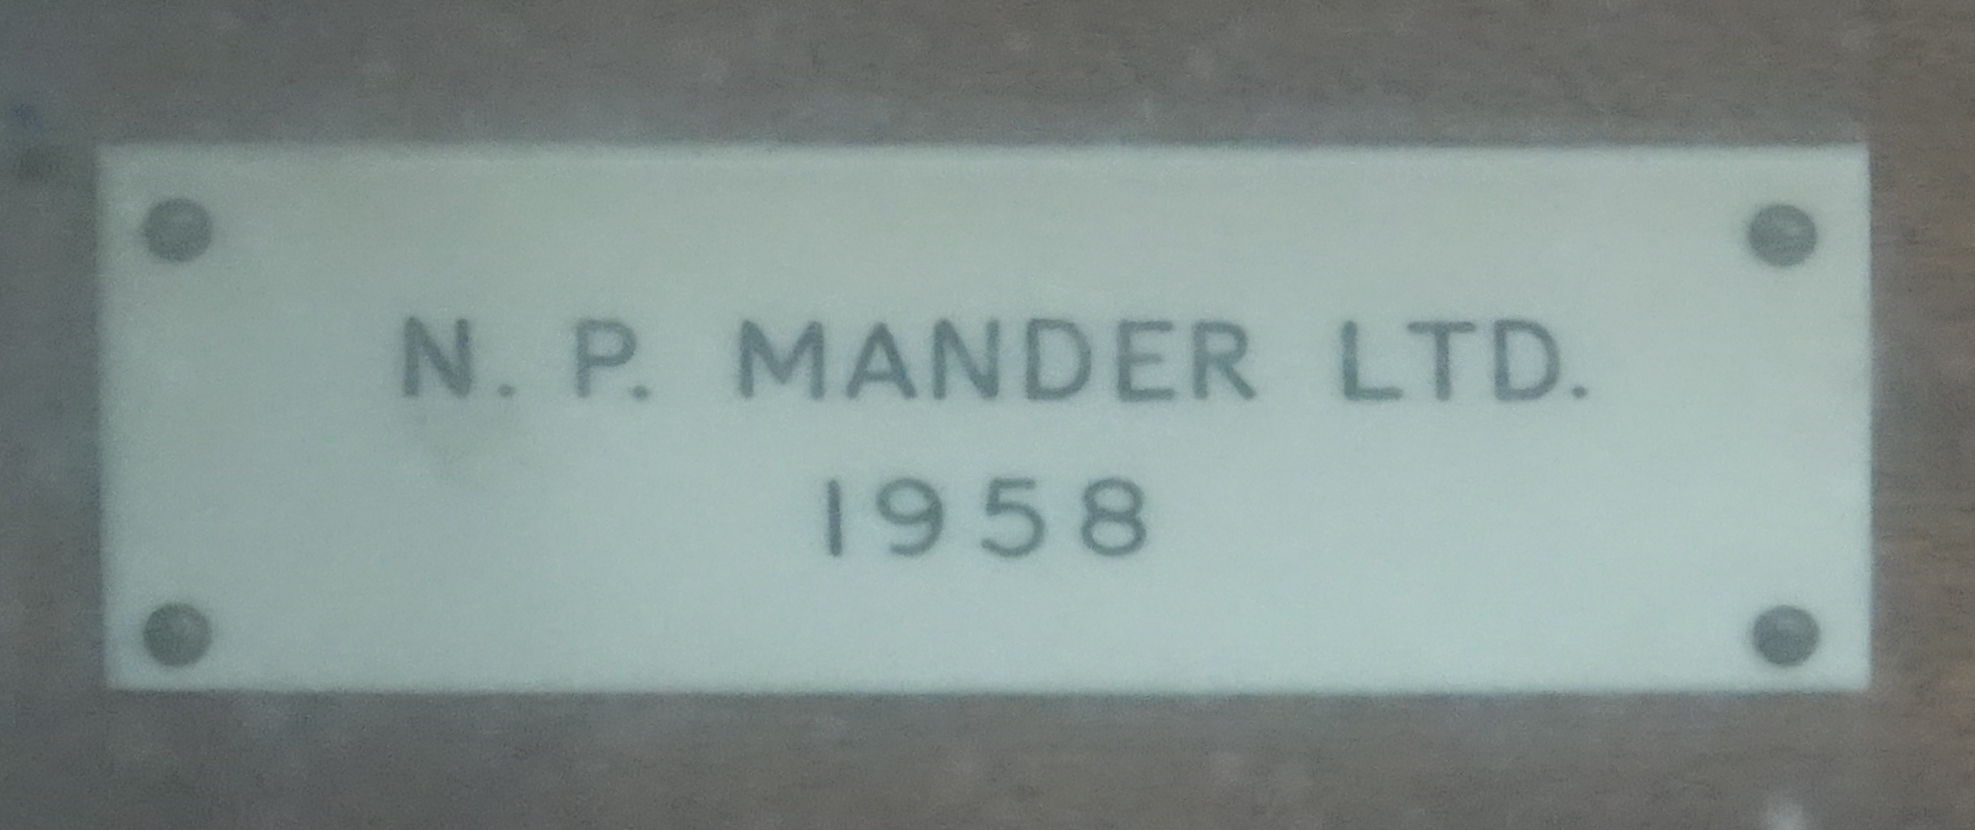 N. P. MANDER LTD.
1958